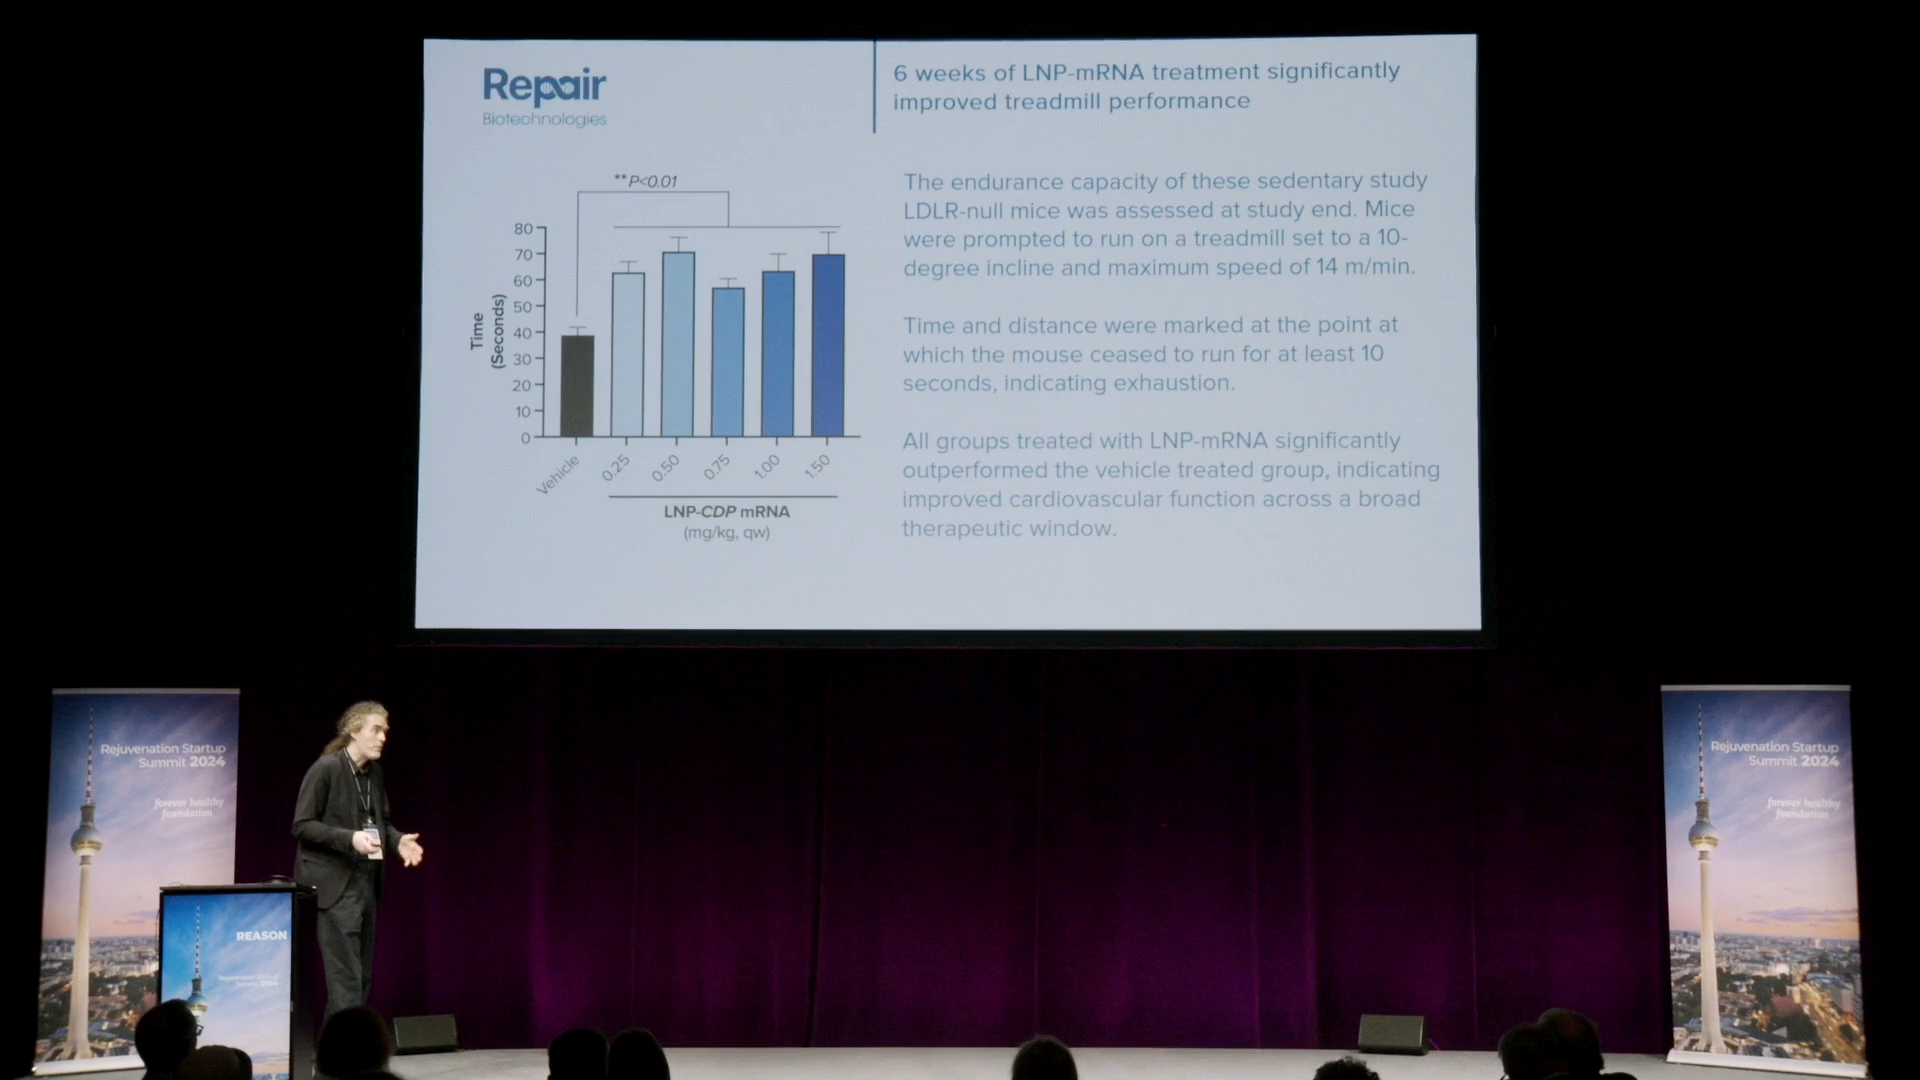 Repair
Biotechnologies
6 weeks of LNP-mRNA treatment significantly
improved treadmill performance
**P<0.01
80
70
60
50
40
30
20
10
0
Time
(Seconds)
Vehicle
0.25
0.50
0.75
1.00
1.50
LNP-CDP mRNA
(mg/kg, qw)
The endurance capacity of these sedentary study
LDLR-null mice was assessed at study end. Mice
were prompted to run on a treadmill set to a 10-
degree incline and maximum speed of 14 m/min.
Time and distance were marked at the point at
which the mouse ceased to run for at least 10
seconds, indicating exhaustion.
All groups treated with LNP-mRNA significantly
outperformed the vehicle treated group, indicating
improved cardiovascular function across a broad
therapeutic window.
Rejuvenation Startup
Summit 2024
forever healthy
foundation
REASON
Rejuvenation Startup
Summit 2024
Rejuvenation Startup
Summit 2024
forever healthy
foundation